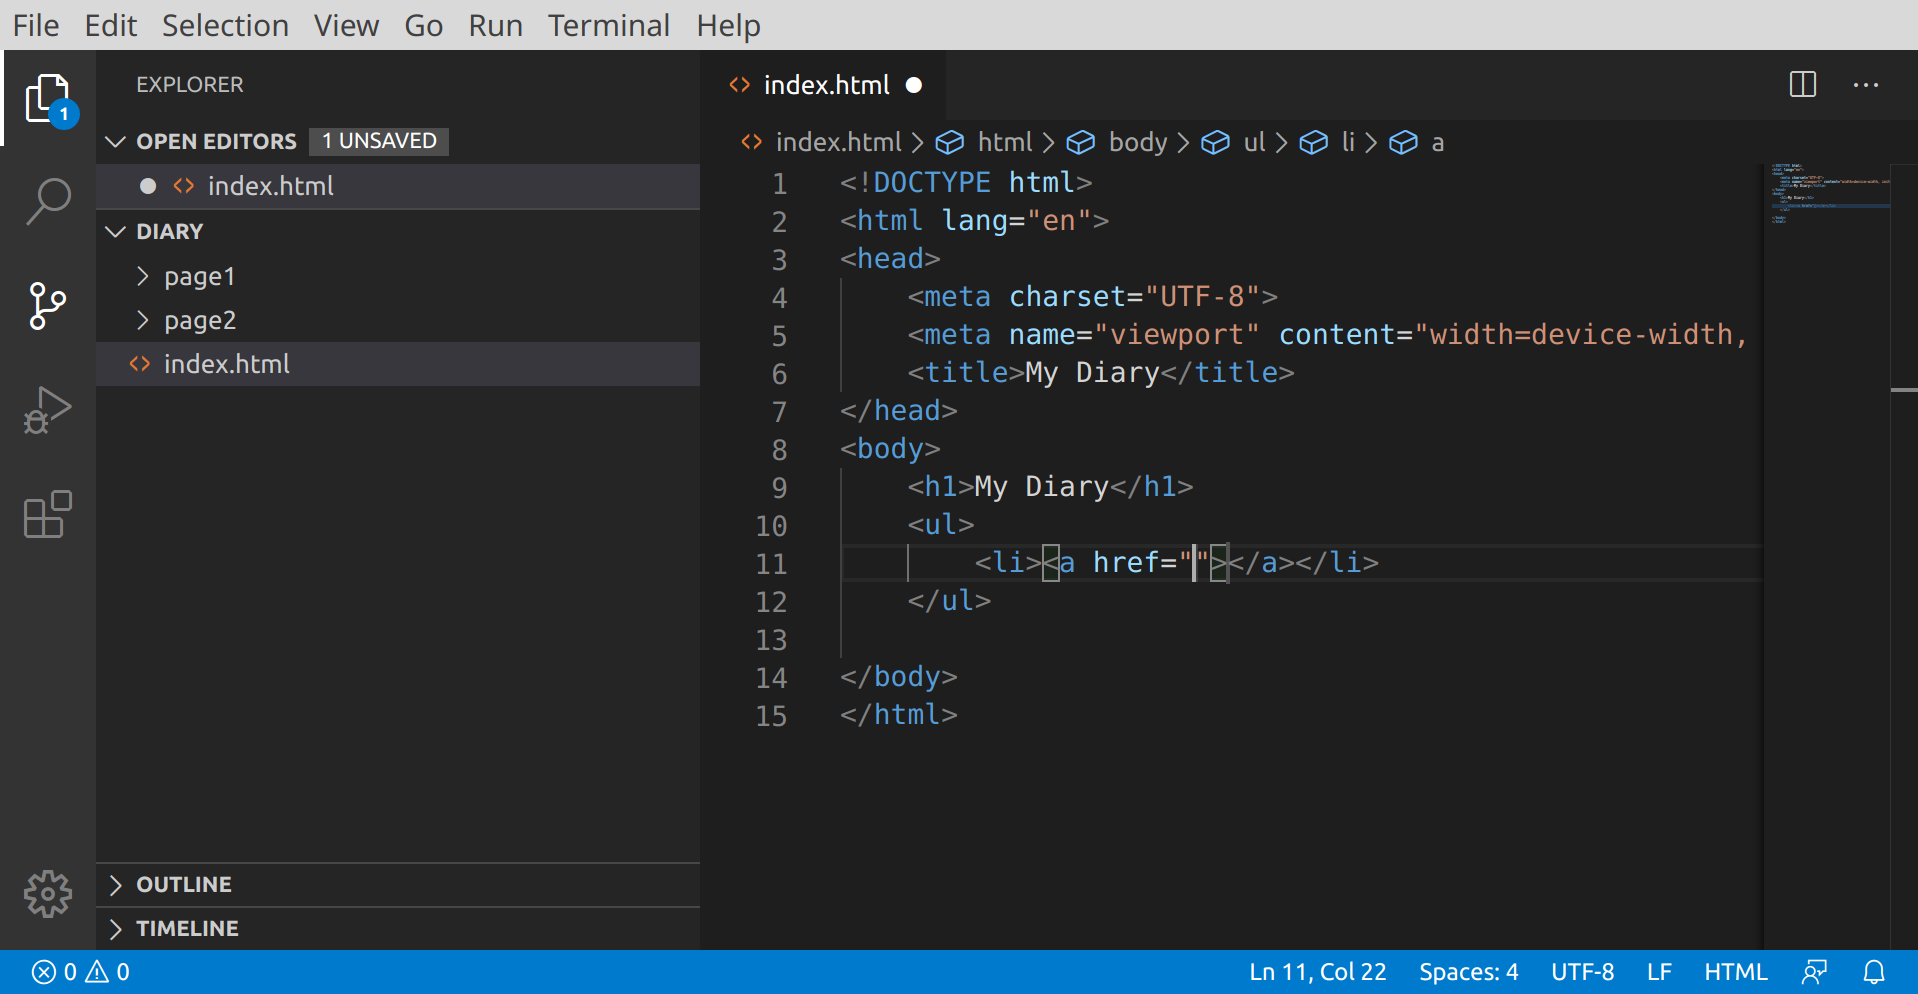 File Edit Selection View Go Run Terminal Help
EXPLORER
1
OPEN EDITORS 1 UNSAVED
index.html
DIARY
page1
page2
index.html
OUTLINE
TIMELINE
index.html
index.html > html > body > ul > li > a
1 <!DOCTYPE html>
2 <html lang="en">
3 <head>
4 <meta charset="UTF-8">
5 <meta name="viewport" content="width=device-width,
6 <title>My Diary</title>
7 </head>
8 <body>
9 <h1>My Diary</h1>
10 <ul>
11 <li><a href=""></a></li>
12 </ul>
13
14 </body>
15 </html>
0 0 Ln 11, Col 22 Spaces: 4 UTF-8 LF HTML